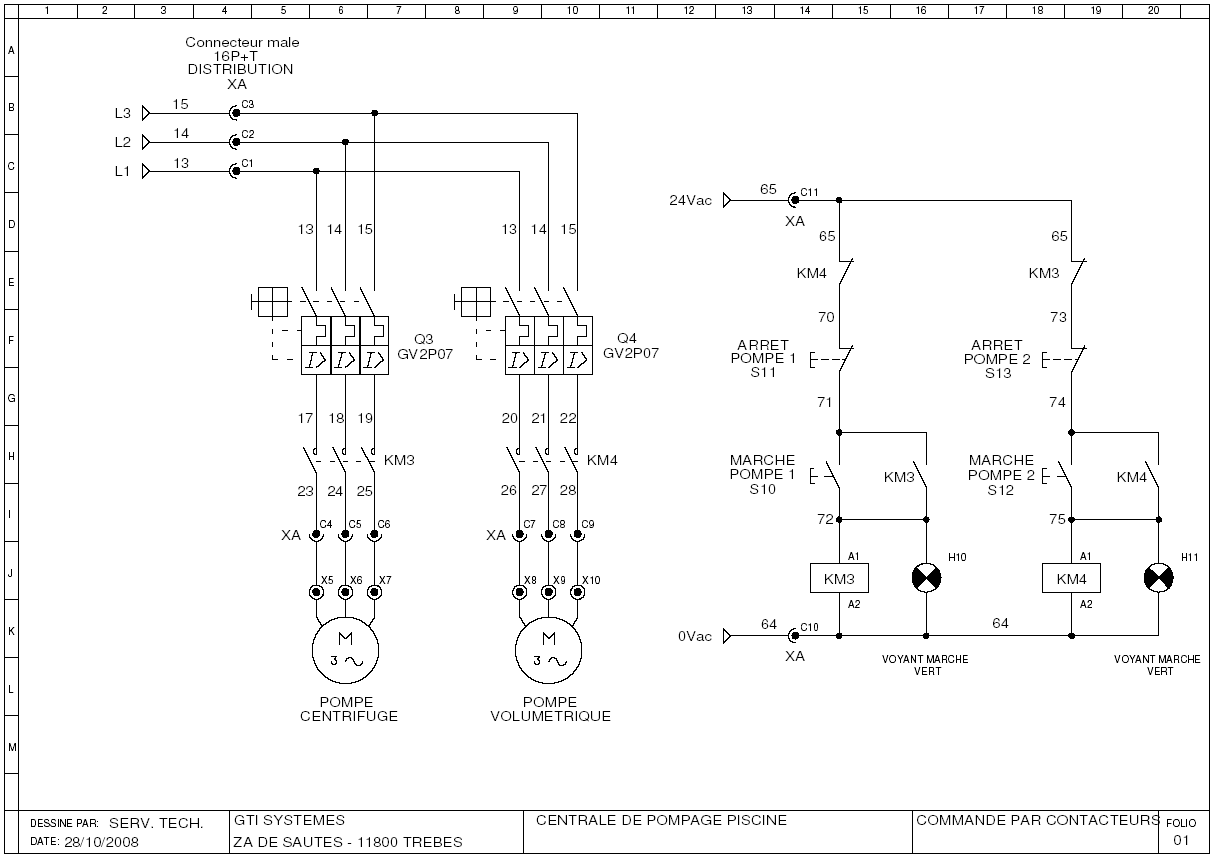 1 2 3 4 5 6 7 8 9 10 11 12 13 14 15 16 17 18 19 20
A
B
C
D
E
F
G
H
I
J
K
L
M
Connecteur male
16P+T
DISTRIBUTION
XA
L3 15 C3
L2 14 C2
L1 13 C1
13 14 15 13 14 15
Q3
GV2P07
Q4
GV2P07
I> I> I> I> I> I>
17 18 19 20 21 22
KM3 KM4
23 24 25 26 27 28
XA C4 C5 C6 XA C7 C8 C9
X5 X6 X7 X8 X9 X10
M
3
M
3
POMPE
CENTRIFUGE
POMPE
VOLUMETRIQUE
24Vac 65 C11
XA
65 65
KM4 KM3
70 73
ARRET
POMPE 1
S11
ARRET
POMPE 2
S13
71 74
MARCHE
POMPE 1
S10
KM3
MARCHE
POMPE 2
S12
KM4
72 75
A1 H10 A1 H11
KM3 KM4
A2 A2
0Vac 64 C10 64
XA
VOYANT MARCHE
VERT
VOYANT MARCHE
VERT
DESSINE PAR: SERV. TECH.
DATE: 28/10/2008
GTI SYSTEMES
ZA DE SAUTES - 11800 TREBES
CENTRALE DE POMPAGE PISCINE
COMMANDE PAR CONTACTEURS
FOLIO
01